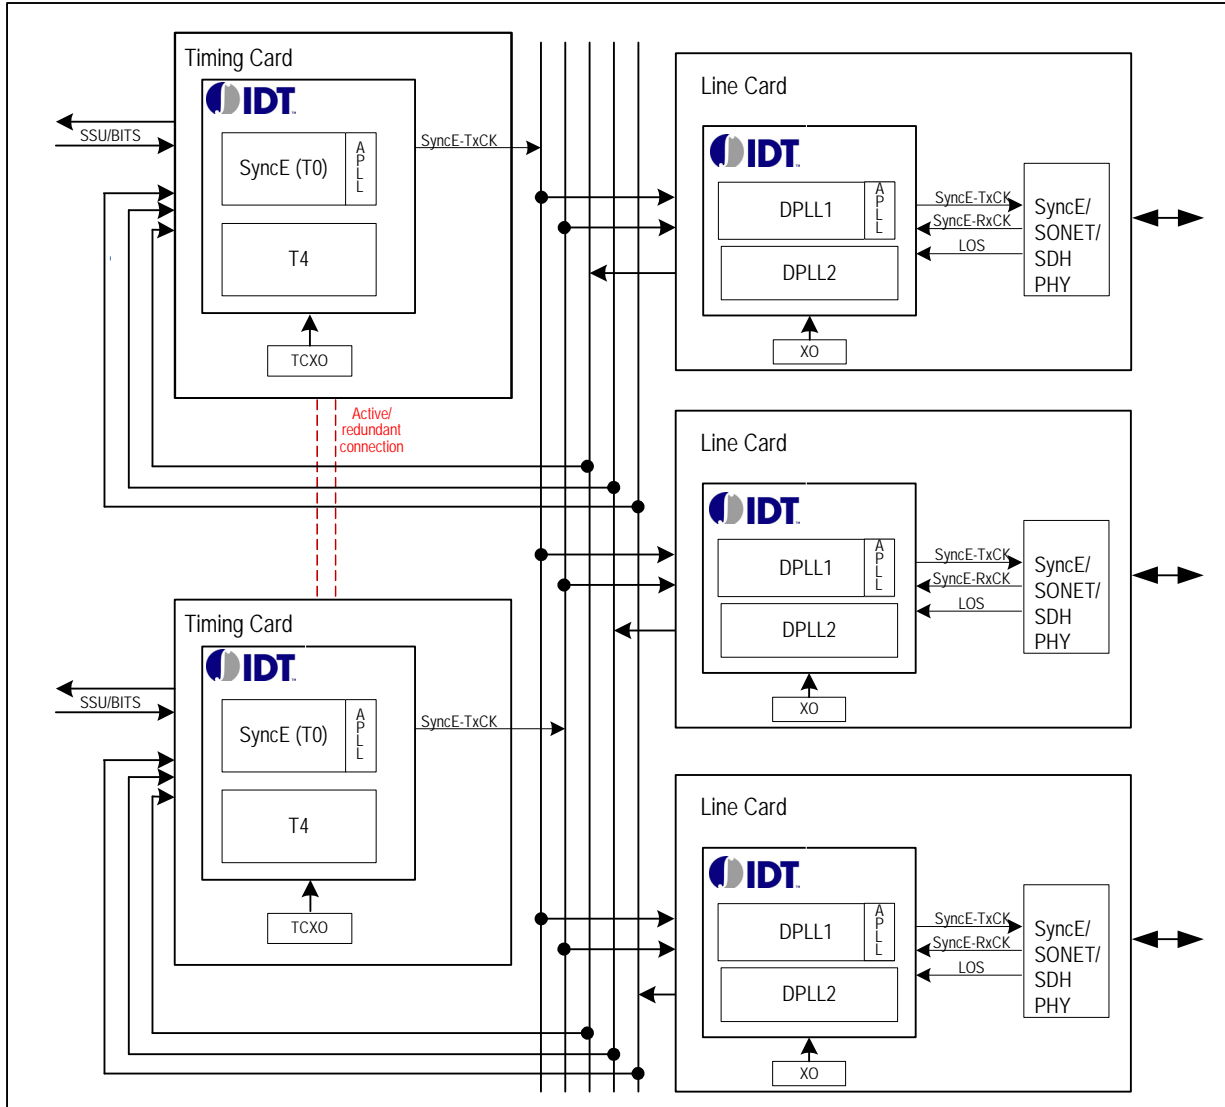 Timing Card
IDT
SSU/BITS
SyncE (T0)
APLL
SyncE-TxCK
T4
TCXO
Active/
redundant
connection
Timing Card
IDT
SSU/BITS
SyncE (T0)
APLL
SyncE-TxCK
T4
TCXO
Line Card
IDT
DPLL1
APLL
DPLL2
XO
SyncE-TxCK
SyncE-RxCK
LOS
SyncE/
SONET/
SDH
PHY
Line Card
IDT
DPLL1
APLL
DPLL2
XO
SyncE-TxCK
SyncE-RxCK
LOS
SyncE/
SONET/
SDH
PHY
Line Card
IDT
DPLL1
APLL
DPLL2
XO
SyncE-TxCK
SyncE-RxCK
LOS
SyncE/
SONET/
SDH
PHY